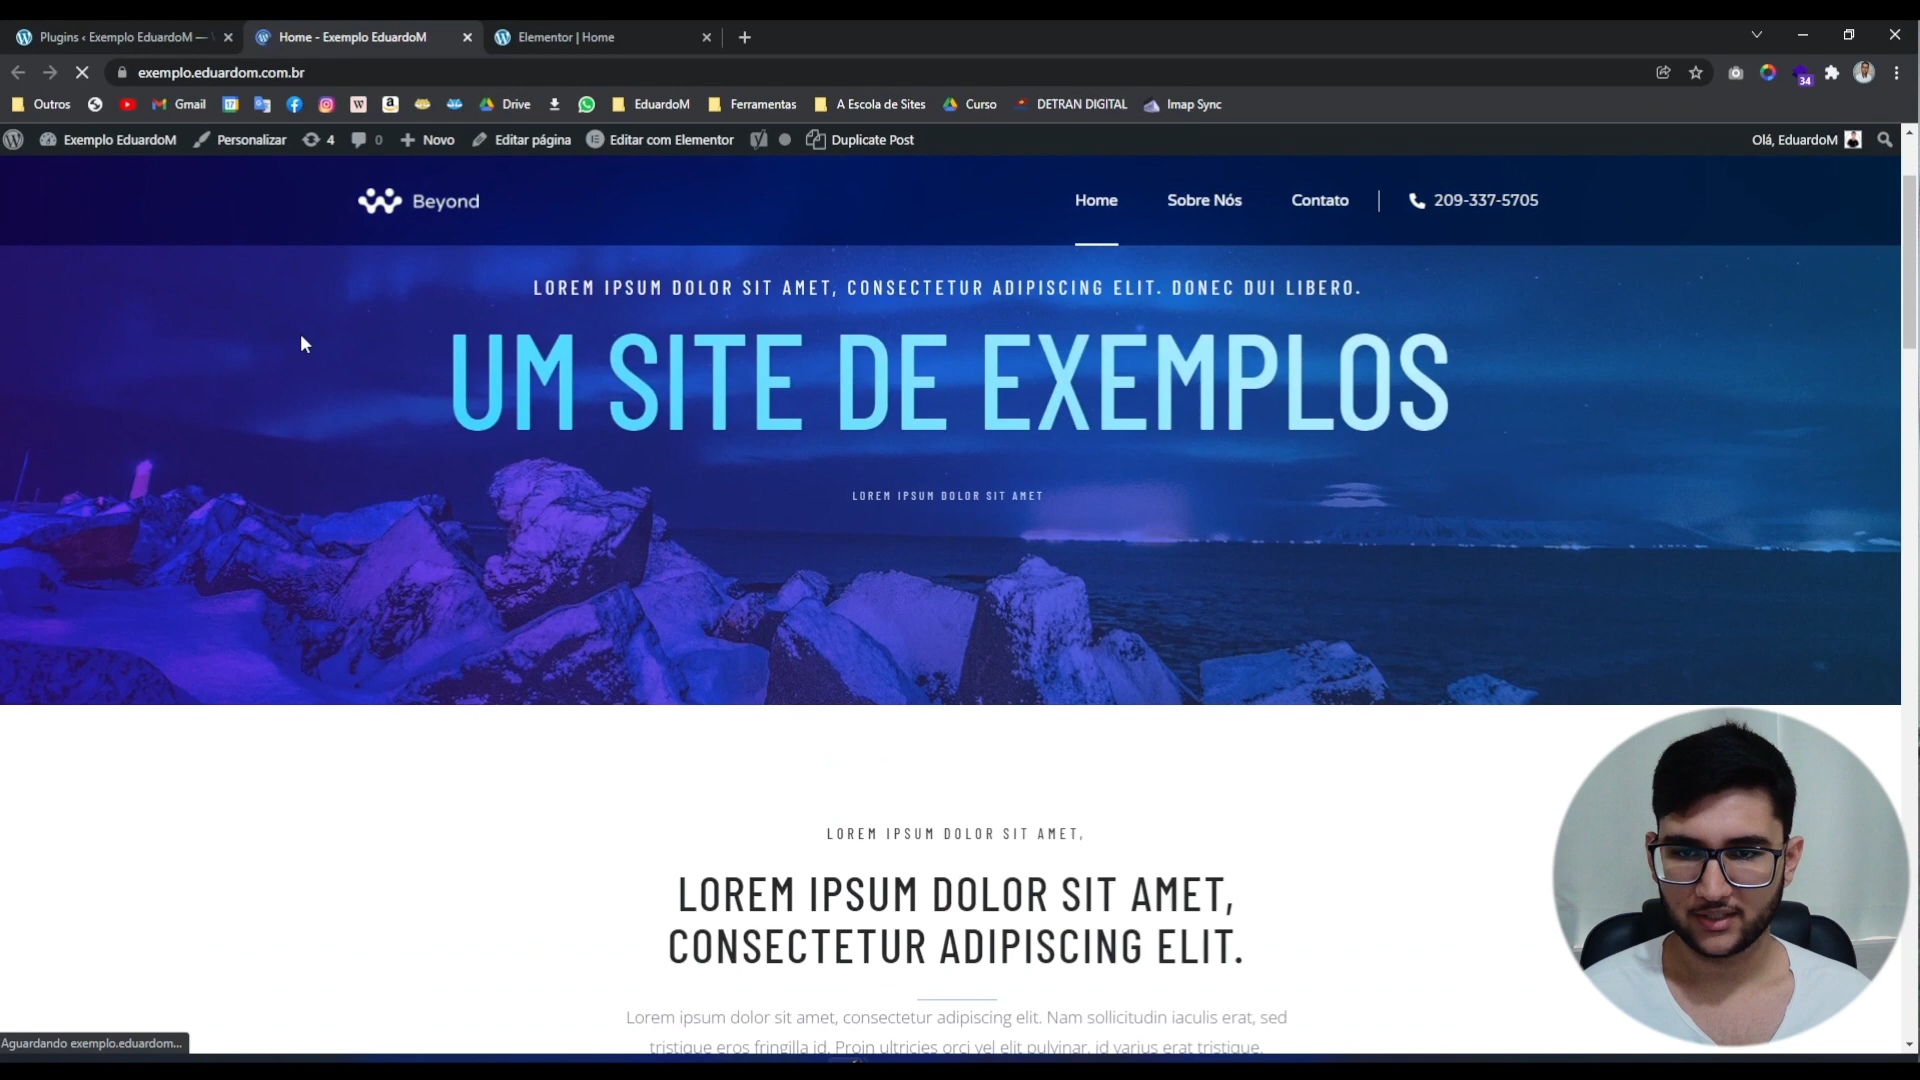 Plugins ‹ Exemplo EduardoM —
Home - Exemplo EduardoM
Elementor | Home
exemplo.eduardom.com.br
34
Outros
Gmail
Drive
EduardoM
Ferramentas
A Escola de Sites
Curso
DETRAN DIGITAL
Imap Sync
Exemplo EduardoM
Personalizar
4
0
Novo
Editar página
Editar com Elementor
Duplicate Post
Olá, EduardoM
Beyond
Home
Sobre Nós
Contato
209-337-5705
LOREM IPSUM DOLOR SIT AMET, CONSECTETUR ADIPISCING ELIT. DONEC DUI LIBERO.
UM SITE DE EXEMPLOS
LOREM IPSUM DOLOR SIT AMET
LOREM IPSUM DOLOR SIT AMET,
LOREM IPSUM DOLOR SIT AMET,
CONSECTETUR ADIPISCING ELIT.
Lorem ipsum dolor sit amet, consectetur adipiscing elit. Nam sollicitudin iaculis erat, sed
tristique eros fringilla id. Proin ultricies orci vel elit pulvinar, id varius erat tristique.
Aguardando exemplo.eduardom...